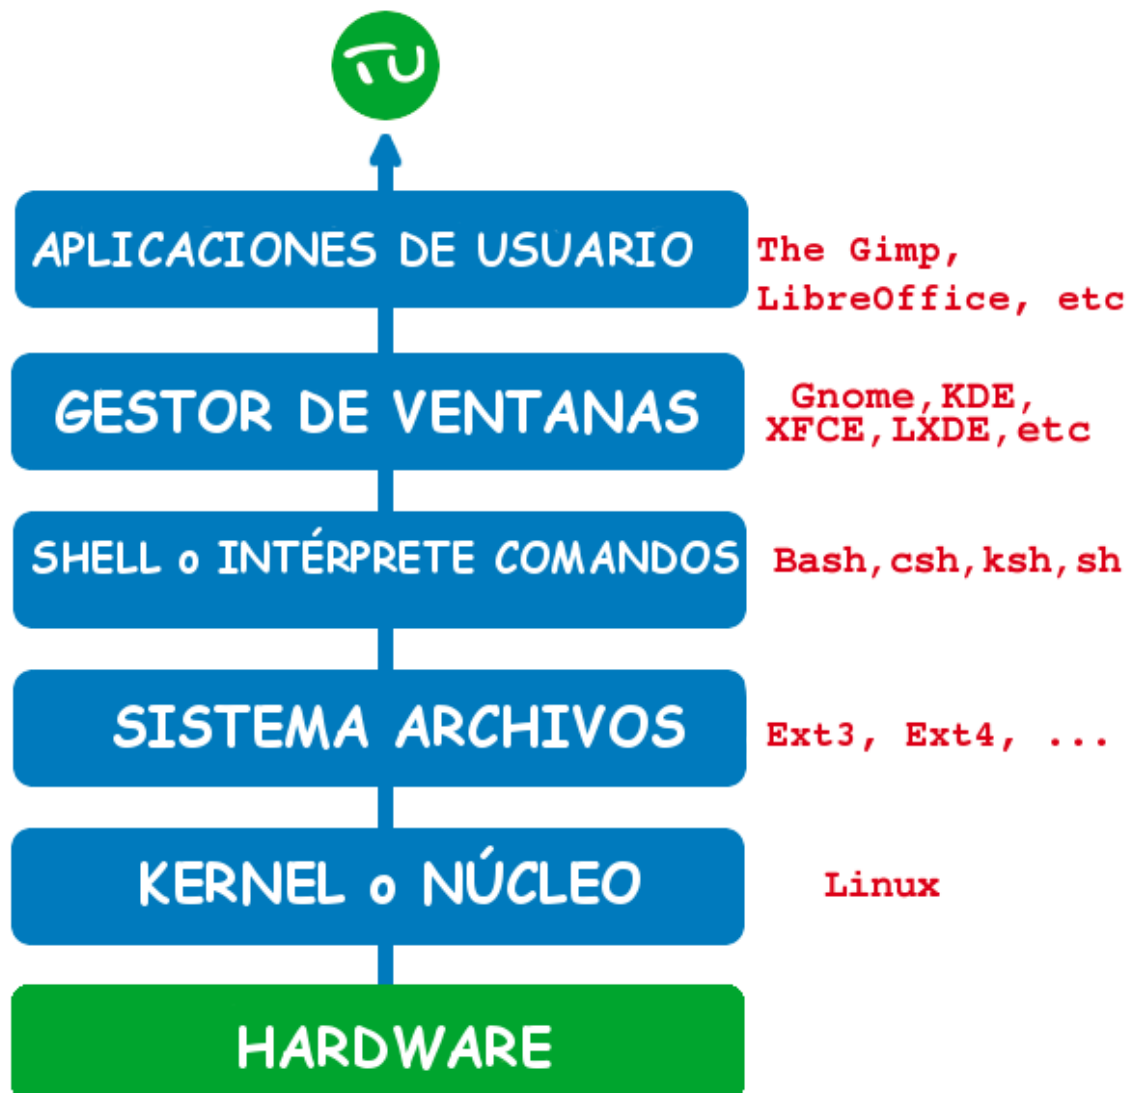 TU
APLICACIONES DE USUARIO
The Gimp,
LibreOffice, etc
GESTOR DE VENTANAS
Gnome,KDE,
XFCE,LXDE,etc
SHELL o INTÉRPRETE COMANDOS
Bash,csh,ksh,sh
SISTEMA ARCHIVOS
Ext3, Ext4, ...
KERNEL o NÚCLEO
Linux
HARDWARE